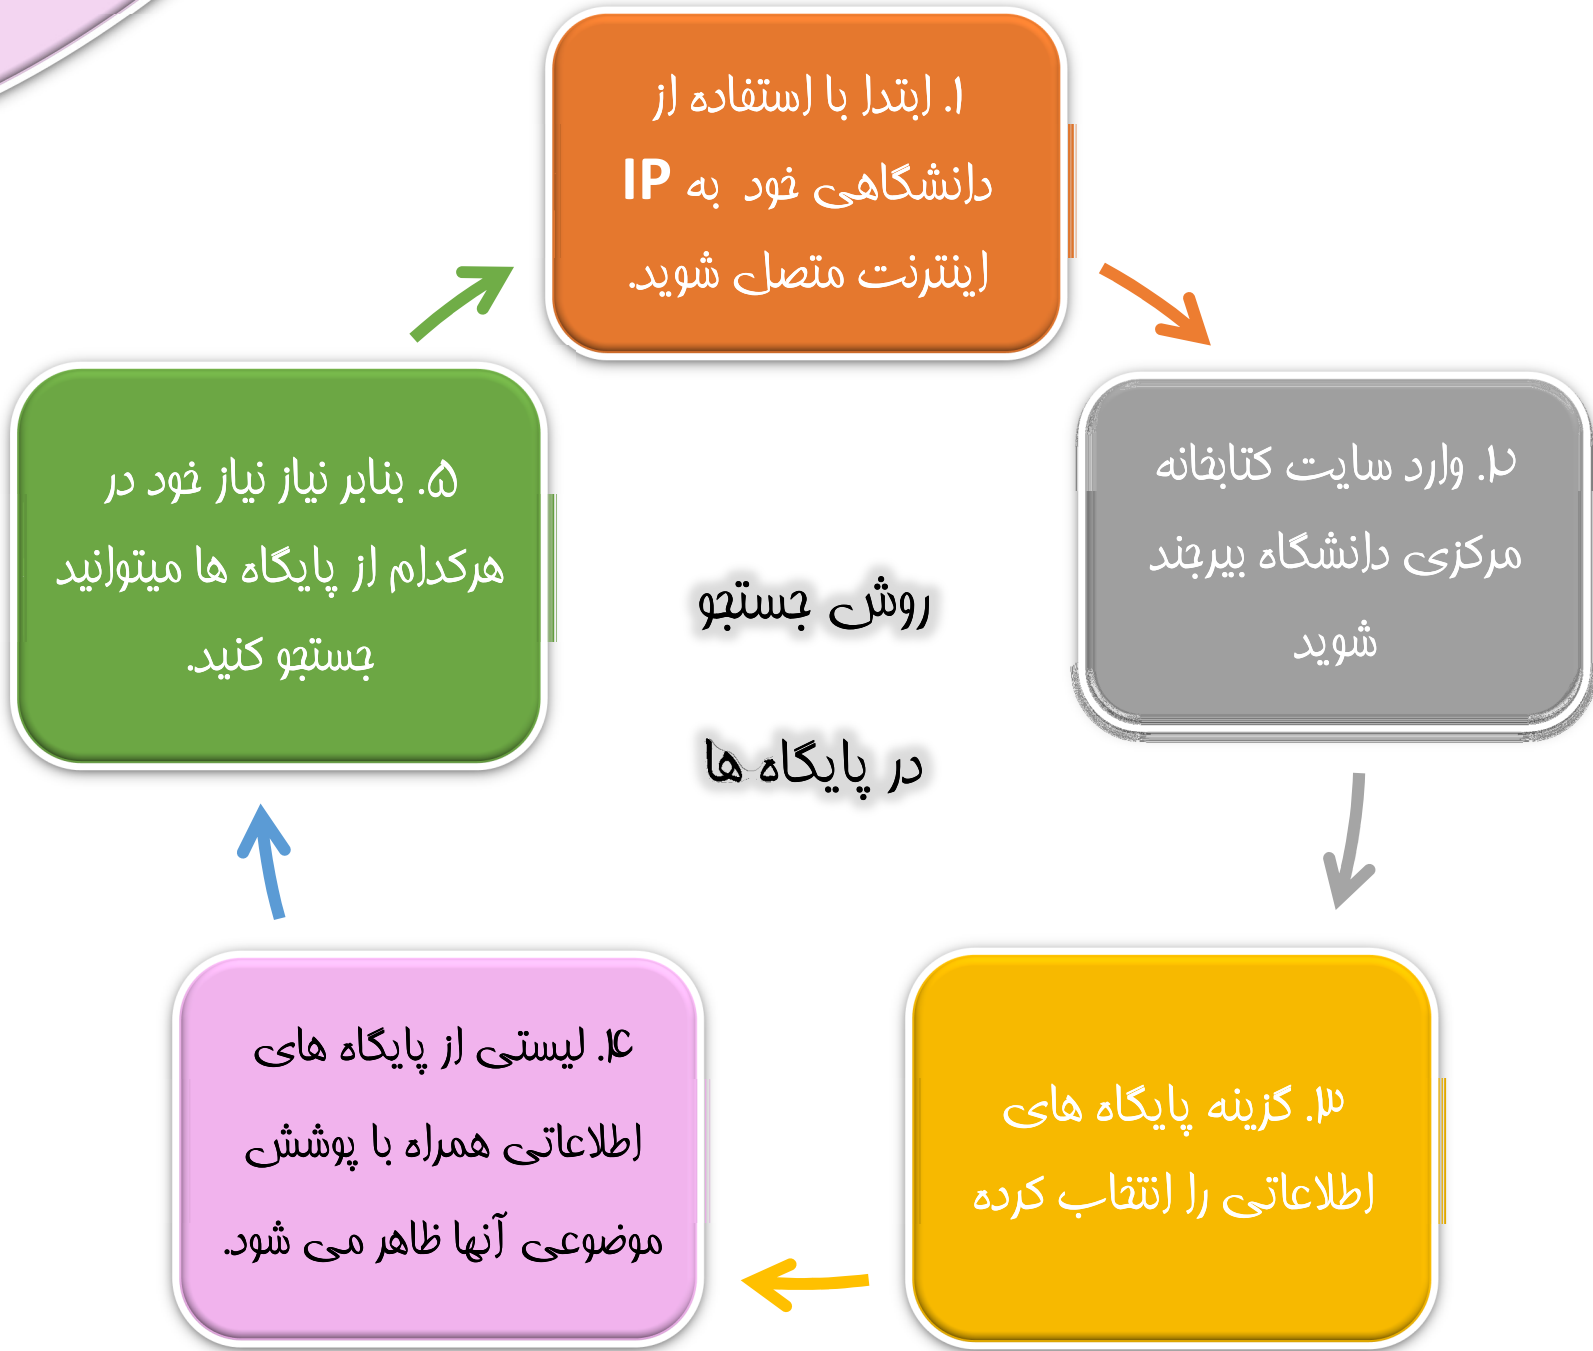 روش جستجو
در پایگاه ها
۱. ابتدا با استفاده از
دانشگاهی خود به IP
اینترنت متصل شوید.
۲. وارد سایت کتابخانه
مرکزی دانشگاه بیرجند
شوید
۳. گزینه پایگاه های
اطلاعاتی را انتخاب کرده
۴. لیستی از پایگاه های
اطلاعاتی همراه با پوشش
موضوعی آنها ظاهر می شود.
۵. بنابر نیاز نیاز خود در
هرکدام از پایگاه ها میتوانید
جستجو کنید.